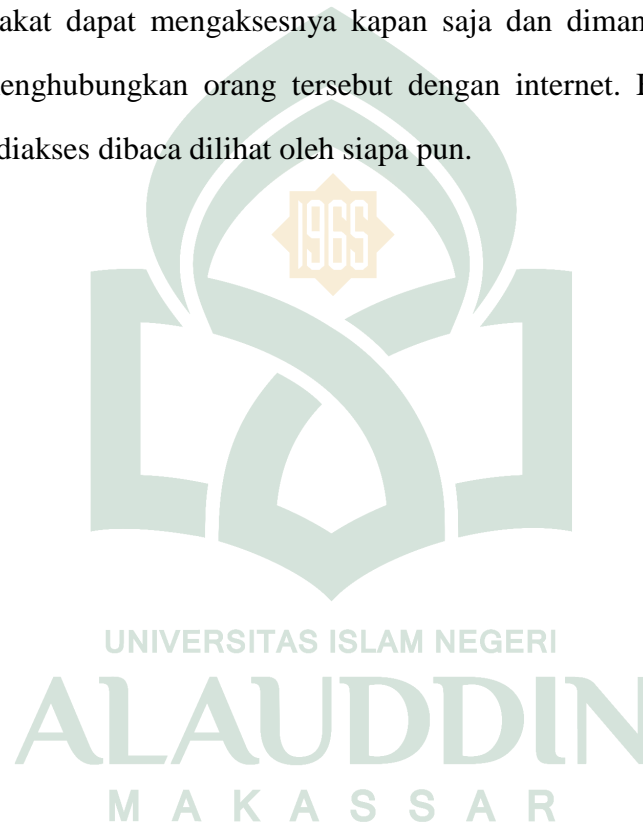 akat dapat mengaksesnya kapan saja dan diman
enghubungkan orang tersebut dengan internet.
diakses dibaca dilihat oleh siapa pun.
1965
UNIVERSITAS ISLAM NEGERI
ALAUDDIN
MAKASSAR